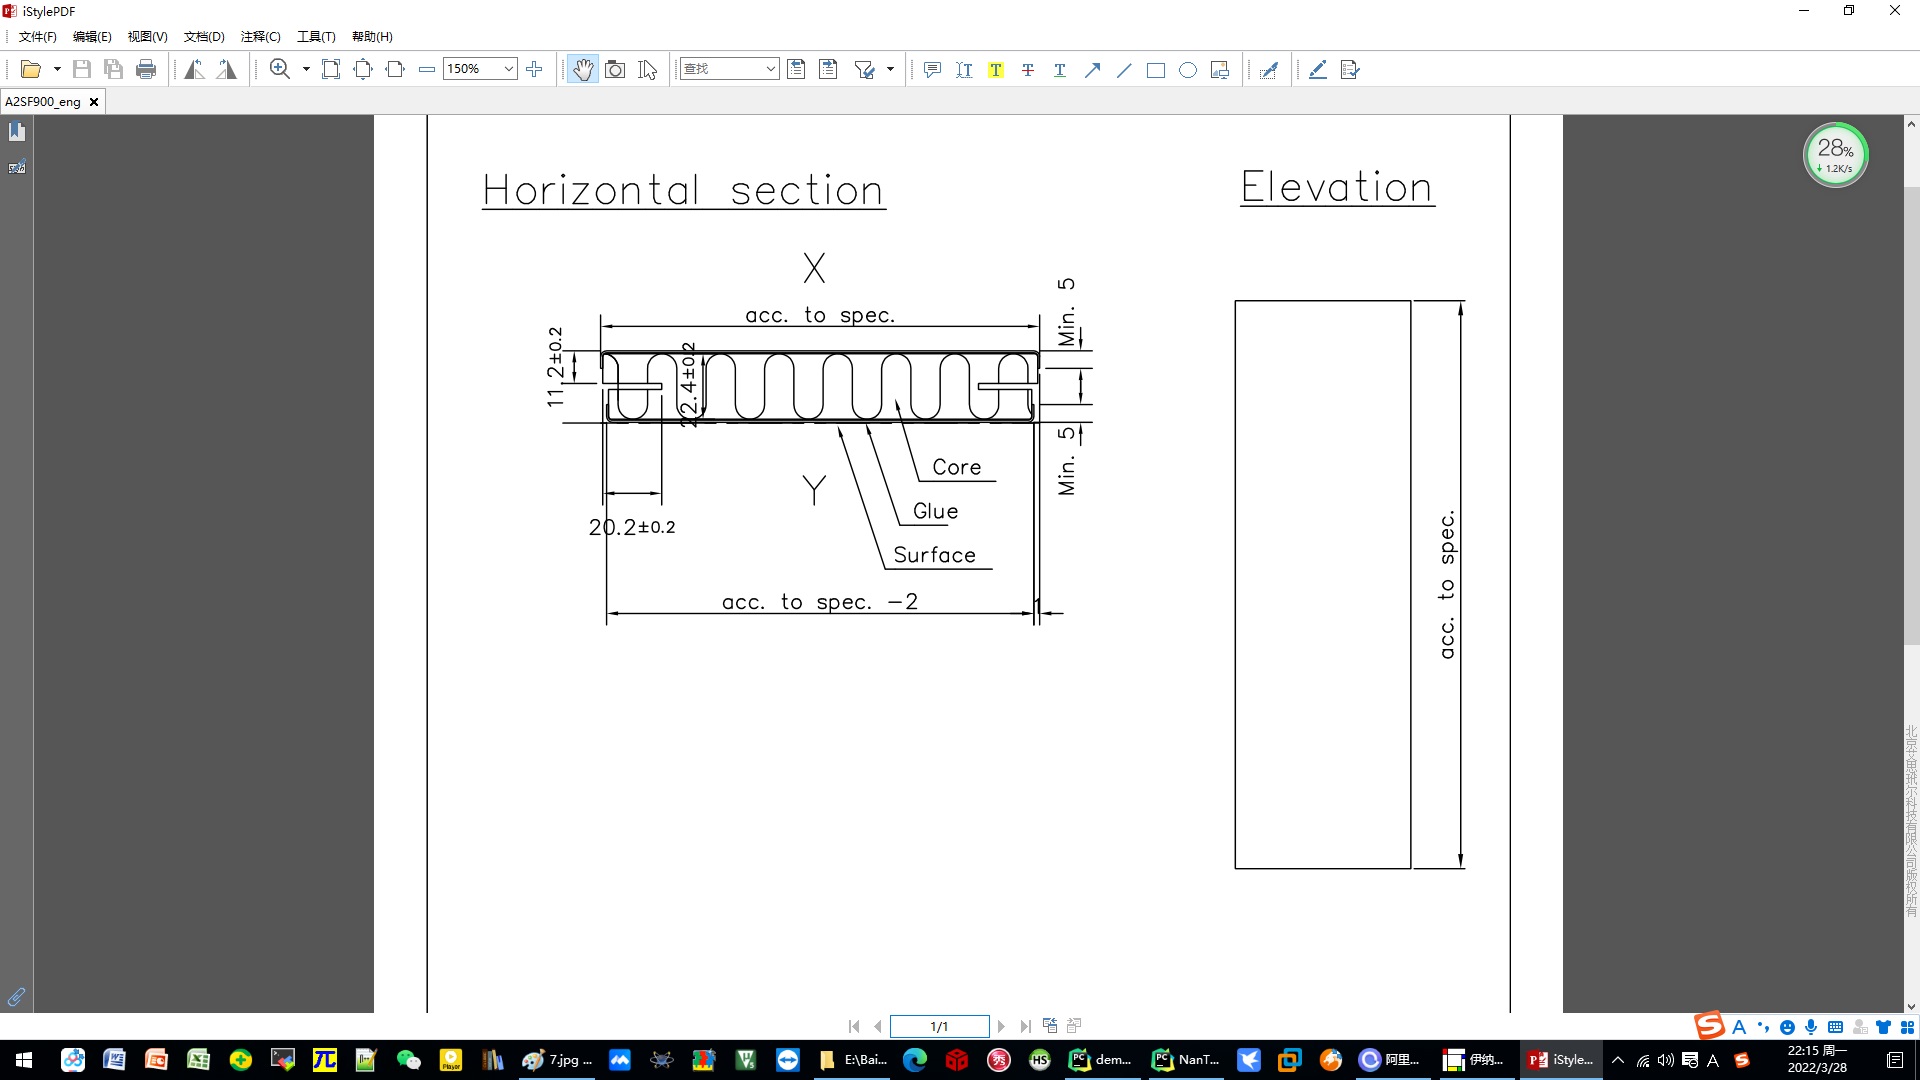 iStylePDF
文件(F) 编辑(E) 视图(V) 文档(D) 注释(C) 工具(T) 帮助(H)
150%
查找
A2SF900_eng
28%
1.2K/s
Horizontal section
Elevation
X
acc. to spec.
Min. 5
11.2±0.2
22.4±0.2
Core
Y
Min. 5
Glue
20.2±0.2
Surface
acc. to spec.
acc. to spec. -2
1
北京艾思玳尔科技有限公司版权所有
1/1
7.jpg ...
E:\Bai...
dem...
NanT...
阿里...
伊纳...
iStyle...
22:15 周一
2022/3/28